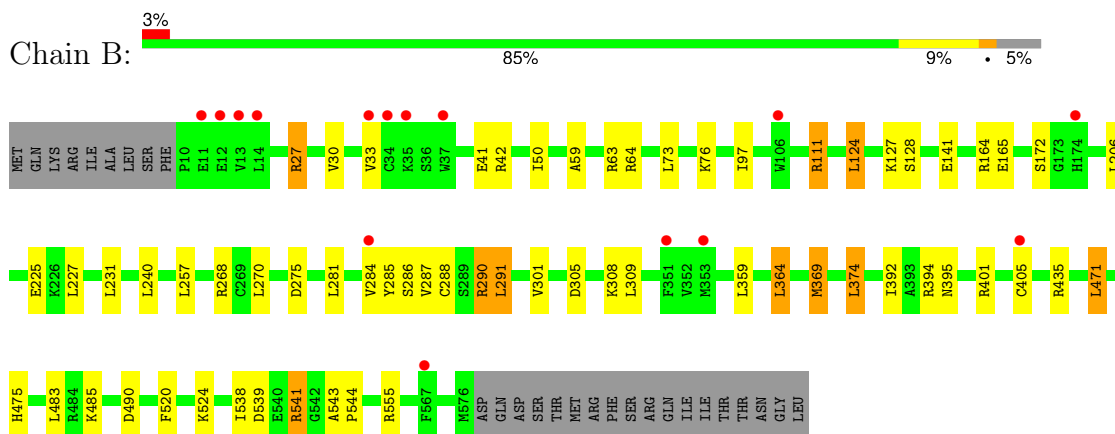 3%
Chain B:
85% 9% • 5%
MET GLN LYS ARG ILE ALA LEU SER PHE P10 E11 E12 V13 L14 R27 V30 V33 C34 K35 S36 W37 E41 R42 I50 A59 R63 R64 L73 K76 I97 W106 R111 L124 K127 S128 E141 R164 E165 S172 G173 H174 L206
E225 K226 L227 L231 L240 L257 R268 C269 L270 D275 L281 V284 Y285 S286 V287 C288 S289 R290 L291 V301 D305 K308 L309 F351 V352 M353 L359 L364 M369 L374 I392 A393 R394 N395 R401 C405 R435 L471
H475 L483 R484 K485 D490 F520 K524 I538 D539 E540 R541 G542 A543 P544 R555 F567 M576 ASP GLN ASP SER THR MET ARG PHE SER ARG GLN ILE ILE THR THR ASN GLY LEU